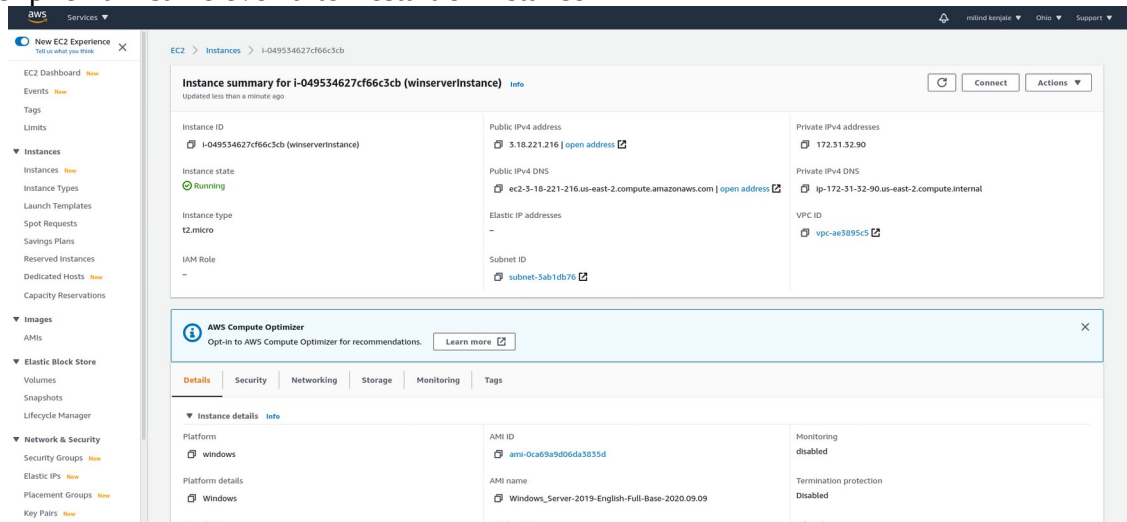 aws Services ▼ milind kenjale ▼ Ohio ▼ Support ▼
New EC2 Experience
Tell us what you think
EC2 Dashboard New
Events New
Tags
Limits
▼ Instances
Instances New
Instance Types
Launch Templates
Spot Requests
Savings Plans
Reserved Instances
Dedicated Hosts New
Capacity Reservations
▼ Images
AMIs
▼ Elastic Block Store
Volumes
Snapshots
Lifecycle Manager
▼ Network & Security
Security Groups New
Elastic IPs New
Placement Groups New
Key Pairs New
EC2 > Instances > i-049534627cf66c3cb
Instance summary for i-049534627cf66c3cb (winserverInstance) Info
Updated less than a minute ago
Connect Actions ▼
Instance ID
i-049534627cf66c3cb (winserverInstance)
Public IPv4 address
3.18.221.216 | open address
Private IPv4 addresses
172.31.32.90
Instance state
Running
Public IPv4 DNS
ec2-3-18-221-216.us-east-2.compute.amazonaws.com | open address
Private IPv4 DNS
ip-172-31-32-90.us-east-2.compute.internal
Instance type
t2.micro
Elastic IP addresses
–
VPC ID
vpc-ae3895c5
IAM Role
–
Subnet ID
subnet-3ab1db76
AWS Compute Optimizer
Opt-in to AWS Compute Optimizer for recommendations. Learn more
Details Security Networking Storage Monitoring Tags
▼ Instance details Info
Platform
windows
AMI ID
ami-0ca69a9d06da3835d
Monitoring
disabled
Platform details
Windows
AMI name
Windows_Server-2019-English-Full-Base-2020.09.09
Termination protection
Disabled